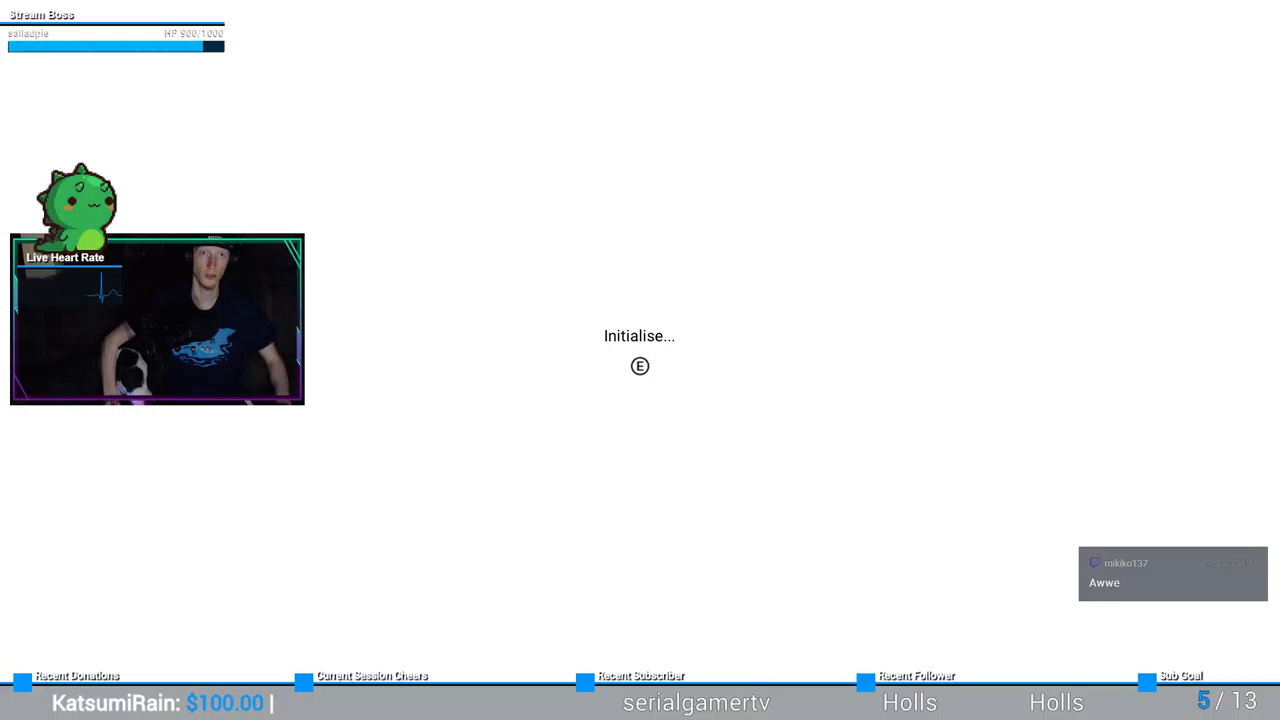 Stream Boss
salladpie HP 900/1000
Live Heart Rate
Initialise...
E
mikiko137
Awwe
Recent Donations
Current Session Cheers
Recent Subscriber
Recent Follower
Sub Goal
KatsumiRain: $100.00 |
serialgamertv
Holls Holls
5 / 13